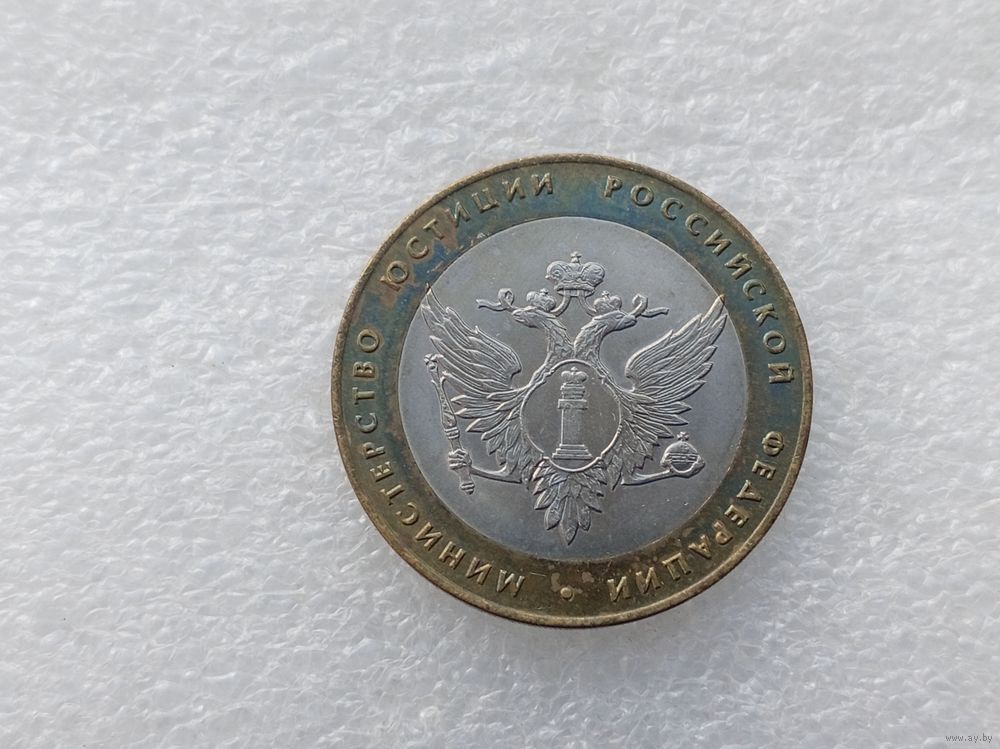 МИНИСТЕРСТВО ЮСТИЦИИ РОССИЙСКОЙ ФЕДЕРАЦИИ •
www.ay.by